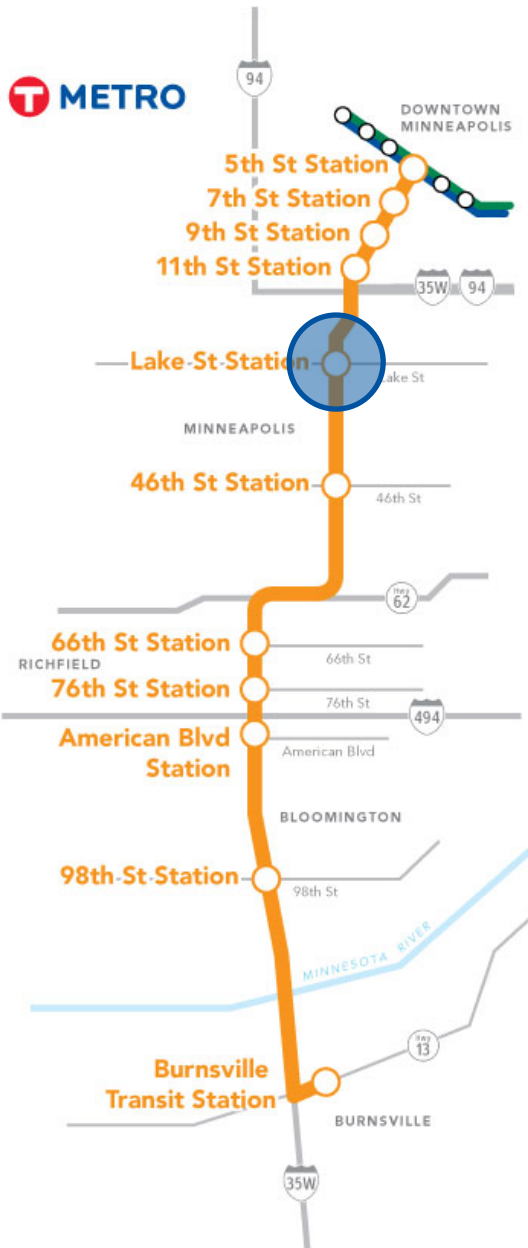 94
T METRO
DOWNTOWN
MINNEAPOLIS
5th St Station
7th St Station
9th St Station
11th St Station
35W
94
Lake St Station
Lake St
MINNEAPOLIS
46th St Station
46th St
Hwy
62
66th St Station
66th St
RICHFIELD
76th St Station
76th St
494
American Blvd
Station
American Blvd
BLOOMINGTON
98th St Station
98th St
MINNESOTA RIVER
Hwy
13
Burnsville
Transit Station
BURNSVILLE
35W